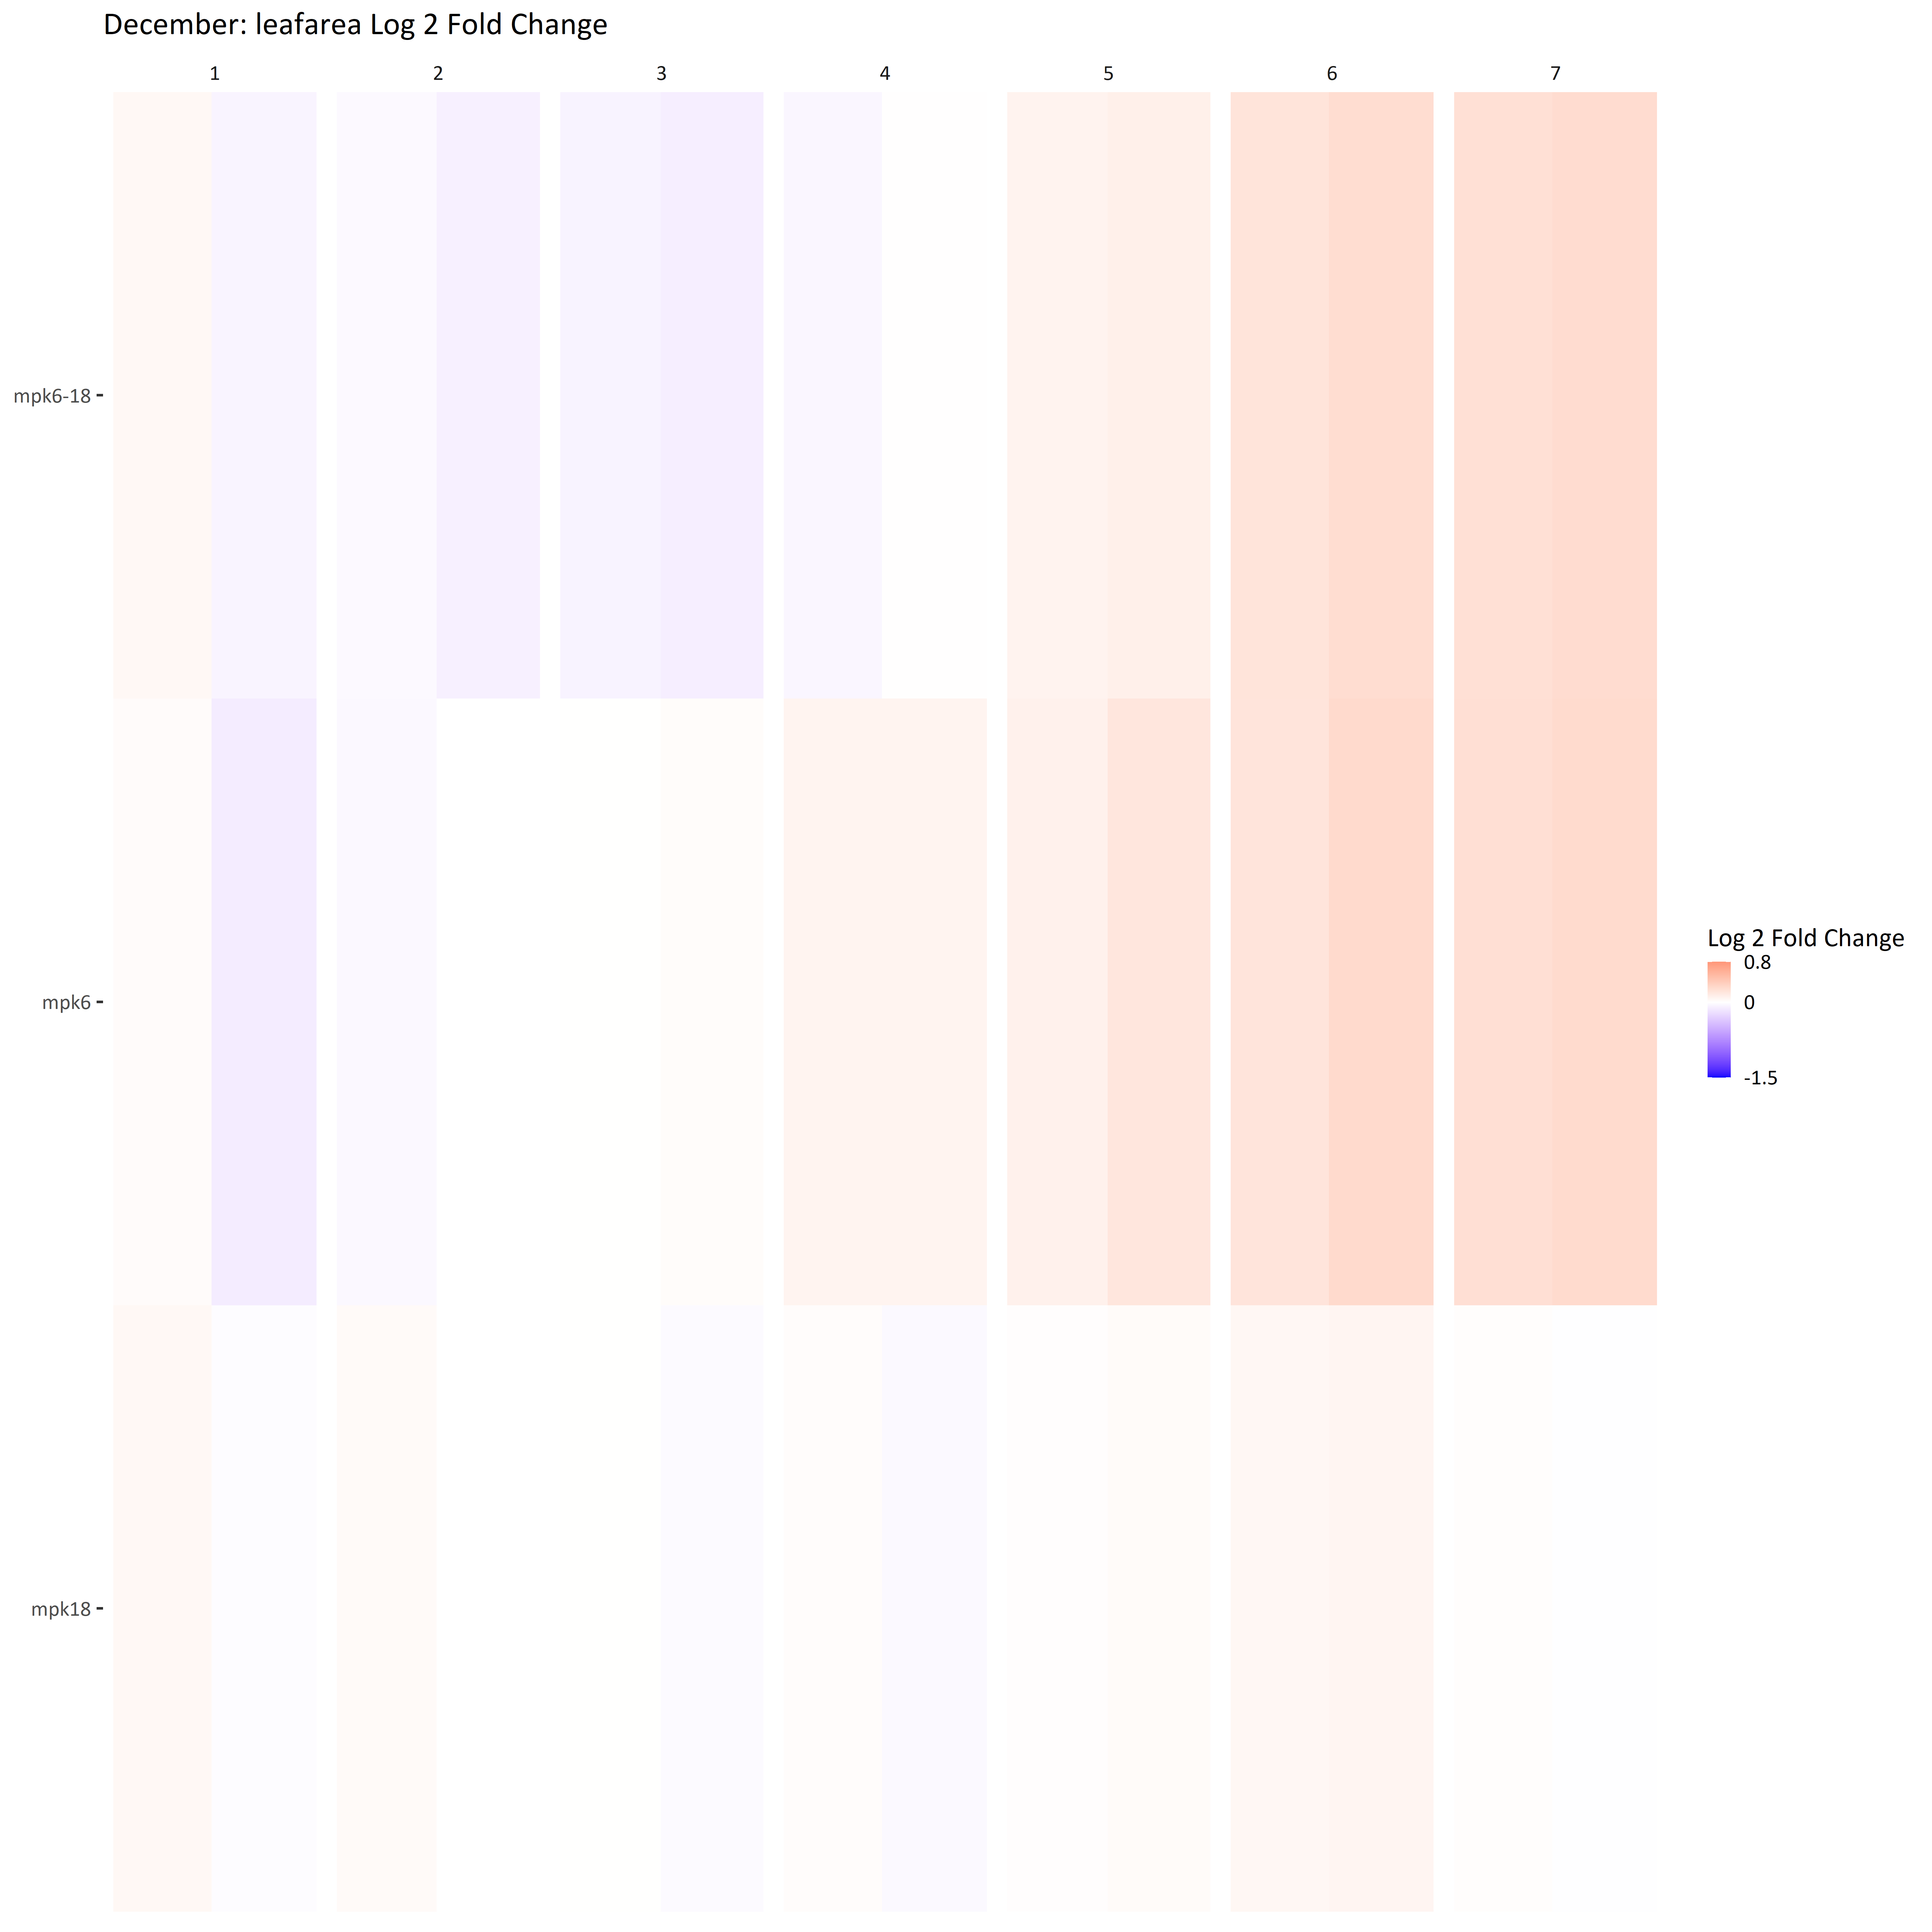 December: leafarea Log 2 Fold Change
1 2 3 4 5 6 7
mpk6-18
mpk6
mpk18
Log 2 Fold Change
0.8
0
-1.5